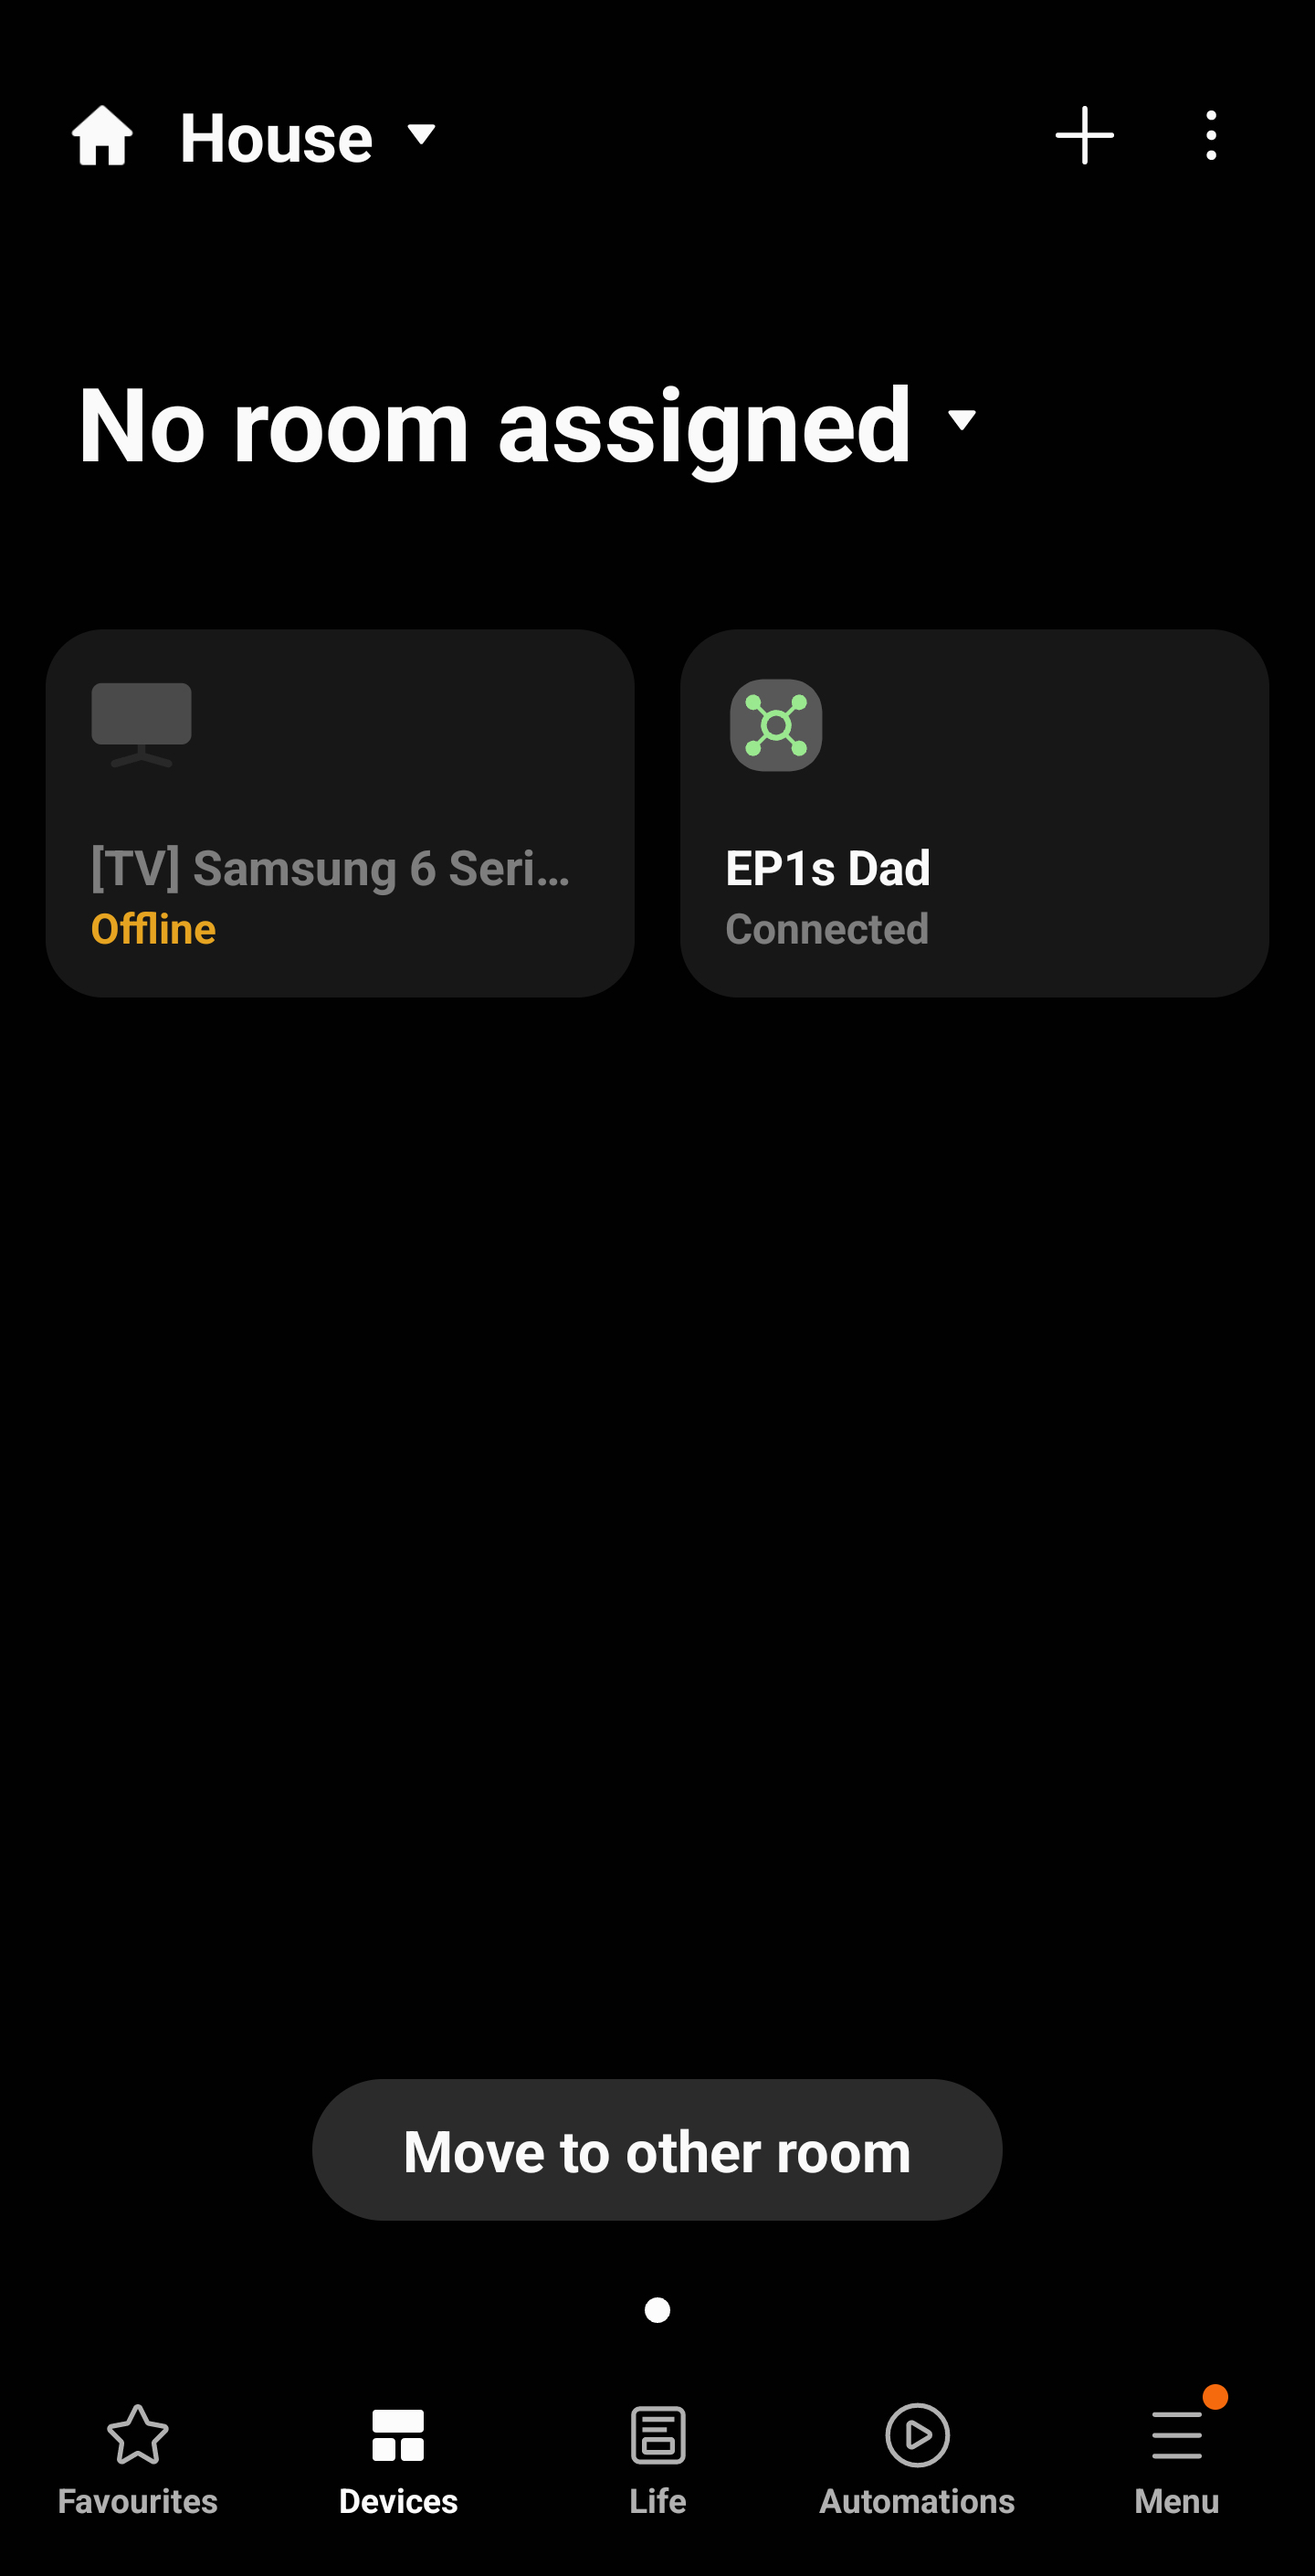 House
No room assigned
[TV] Samsung 6 Seri...
Offline
EP1s Dad
Connected
Move to other room
Favourites
Devices
Life
Automations
Menu